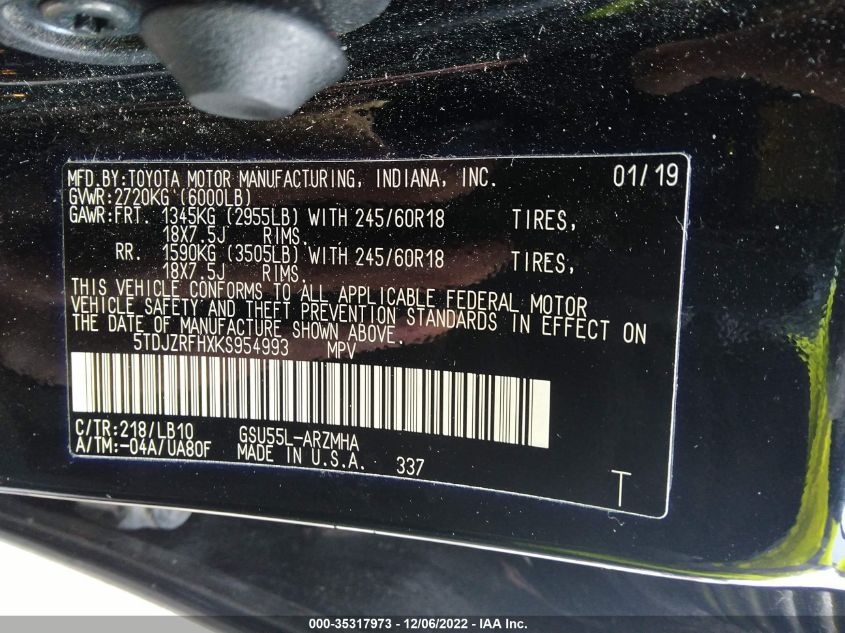 MFD.BY:TOYOTA MOTOR MANUFACTURING, INDIANA, INC. 01/19
GVWR:2720KG (6000LB)
GAWR:FRT. 1345KG (2955LB) WITH 245/60R18 TIRES,
18X7.5J RIMS.
RR. 1590KG (3505LB) WITH 245/60R18 TIRES,
18X7.5J RIMS.
THIS VEHICLE CONFORMS TO ALL APPLICABLE FEDERAL MOTOR
VEHICLE SAFETY AND THEFT PREVENTION STANDARDS IN EFFECT ON
THE DATE OF MANUFACTURE SHOWN ABOVE.
5TDJZRFHXKS954993 MPV
C/TR:218/LB10 GSU55L-ARZMHA
A/TM:-04A/UA80F MADE IN U.S.A. 337
T
000-35317973 - 12/06/2022 - IAA Inc.